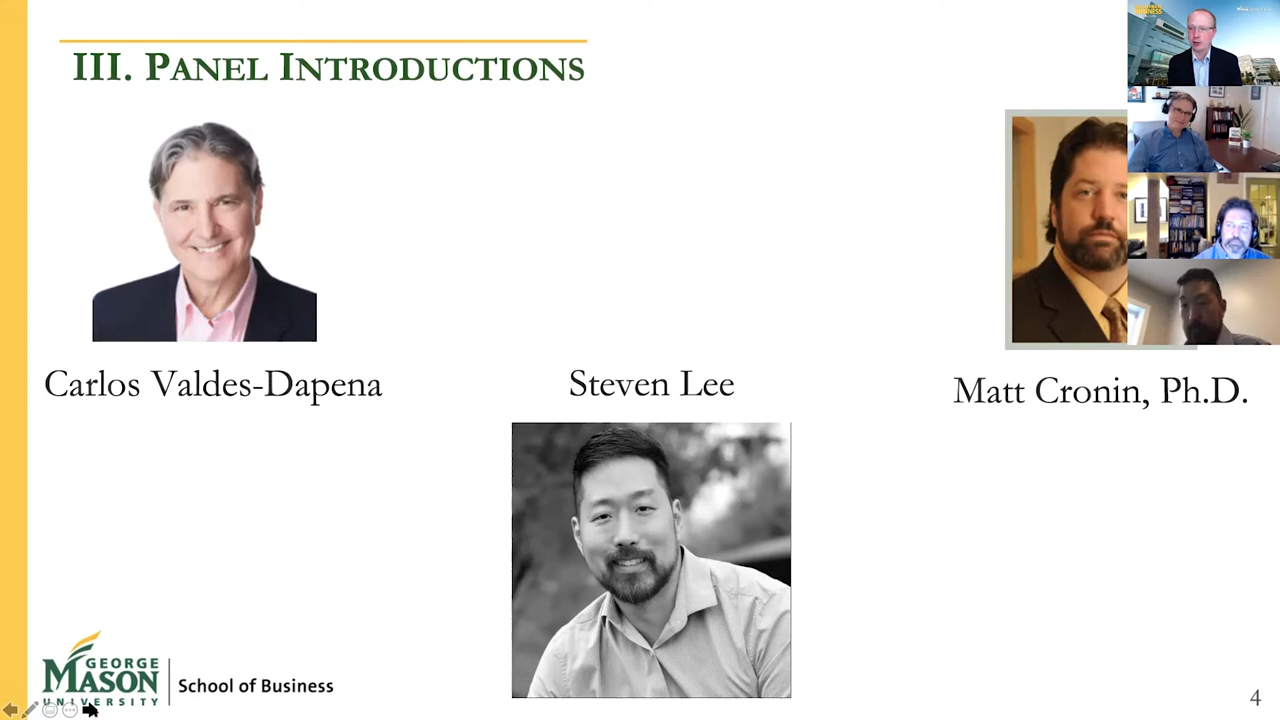 III. PANEL INTRODUCTIONS
Carlos Valdes-Dapena
Steven Lee
Matt Cronin, Ph.D.
GEORGE
MASON
UNIVERSITY
School of Business
4